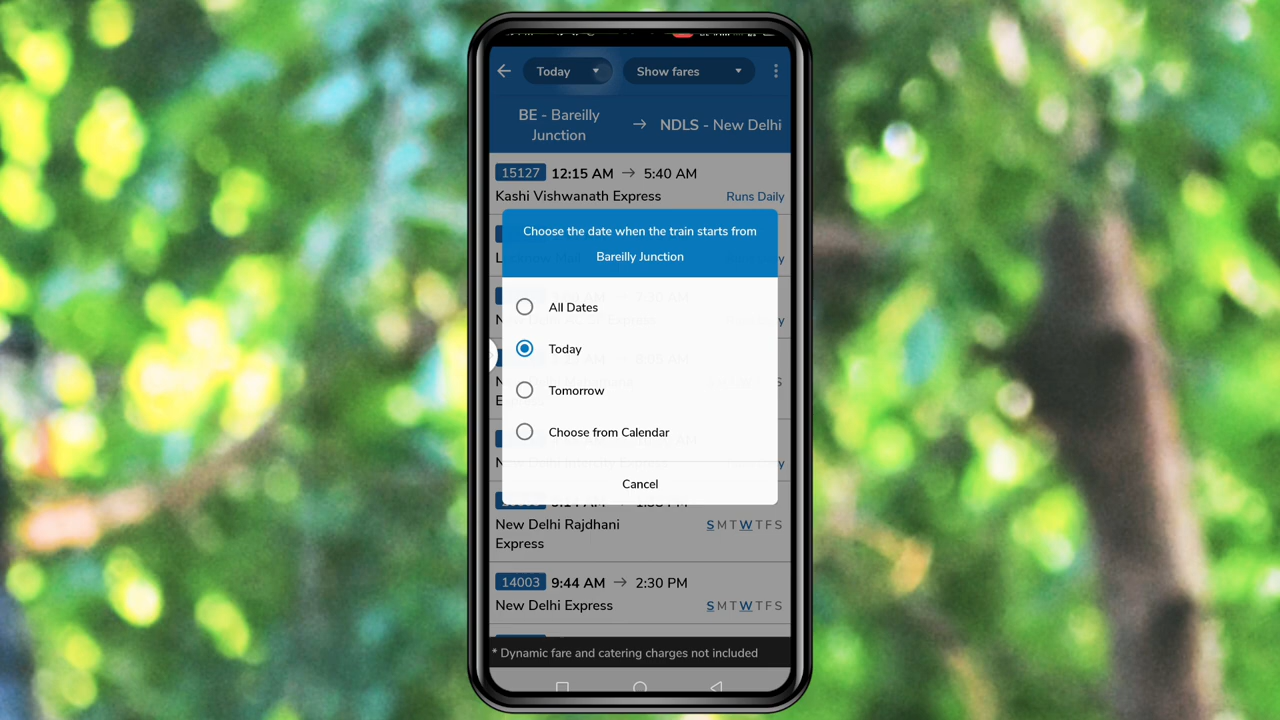 Today
Show fares
BE - Bareilly
Junction
NDLS - New Delhi
15127 12:15 AM → 5:40 AM
Kashi Vishwanath Express
Runs Daily
Choose the date when the train starts from
Bareilly Junction
All Dates
Today
Tomorrow
Choose from Calendar
Cancel
New Delhi Rajdhani
Express
S M T W T F S
14003 9:44 AM → 2:30 PM
New Delhi Express
S M T W T F S
* Dynamic fare and catering charges not included